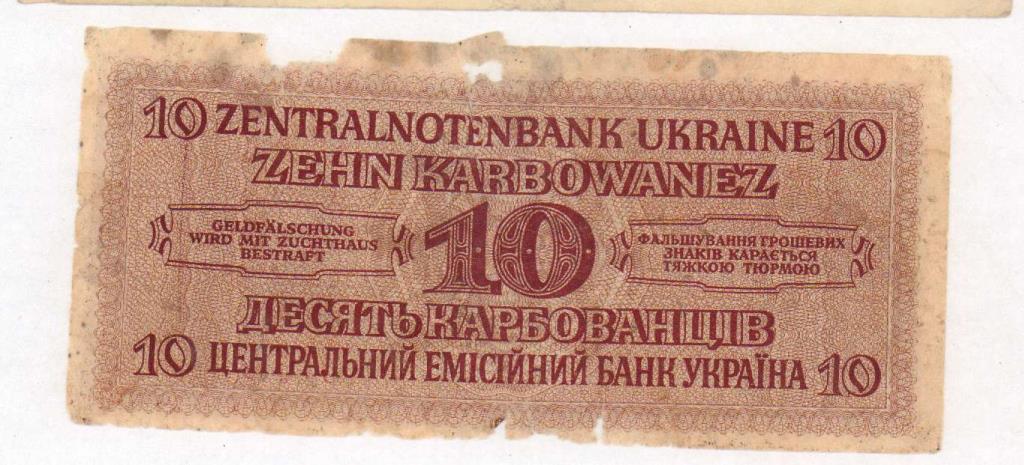 10 ZENTRALNOTENBANK UKRAINE 10
ZEHN KARBOWANEZ
GELDFÄLSCHUNG
WIRD MIT ZUCHTHAUS
BESTRAFT
10
ФАЛЬШУВАННЯ ГРОШЕВИХ
ЗНАКІВ КАРАЄТЬСЯ
ТЯЖКОЮ ТЮРМОЮ
ДЕСЯТЬ КАРБОВАНЦІВ
10 ЦЕНТРАЛЬНИЙ ЕМІСІЙНИЙ БАНК УКРАЇНА 10